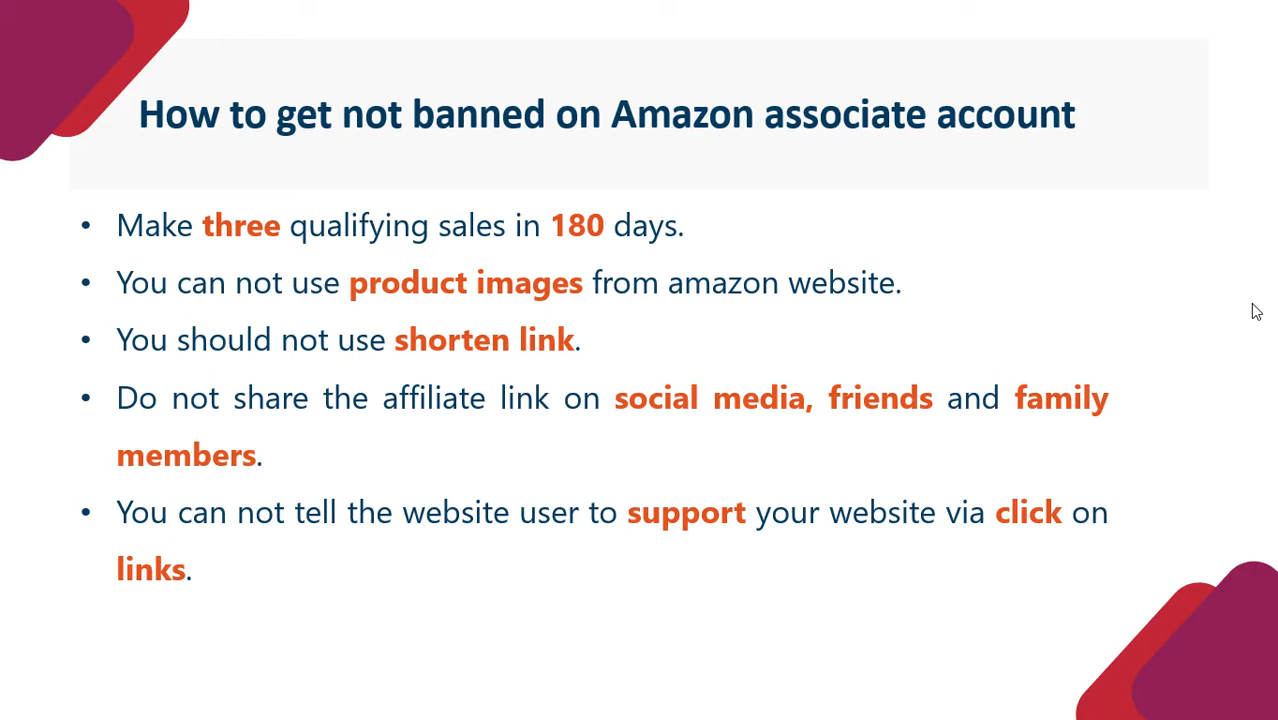 How to get not banned on Amazon associate account
• Make three qualifying sales in 180 days.
• You can not use product images from amazon website.
• You should not use shorten link.
• Do not share the affiliate link on social media, friends and family
members.
• You can not tell the website user to support your website via click on
links.